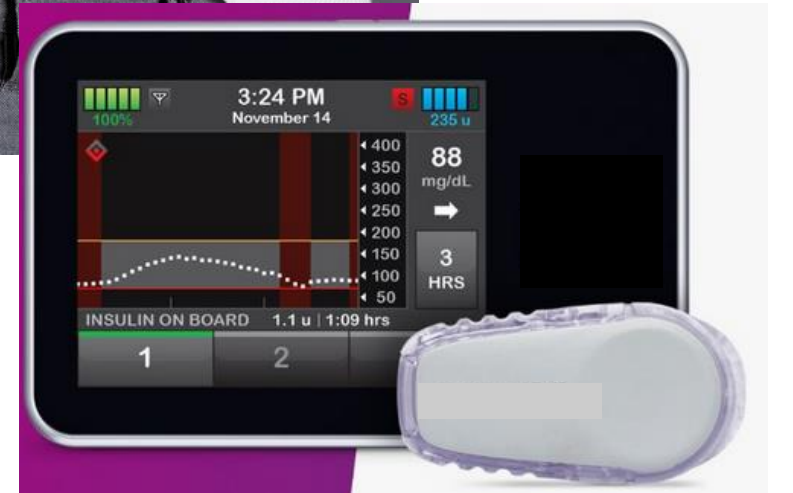 3:24 PM
November 14
100%
S
235 u
400
350
300
250
200
150
100
50
88
mg/dL
3
HRS
INSULIN ON BOARD 1.1 u | 1:09 hrs
1
2